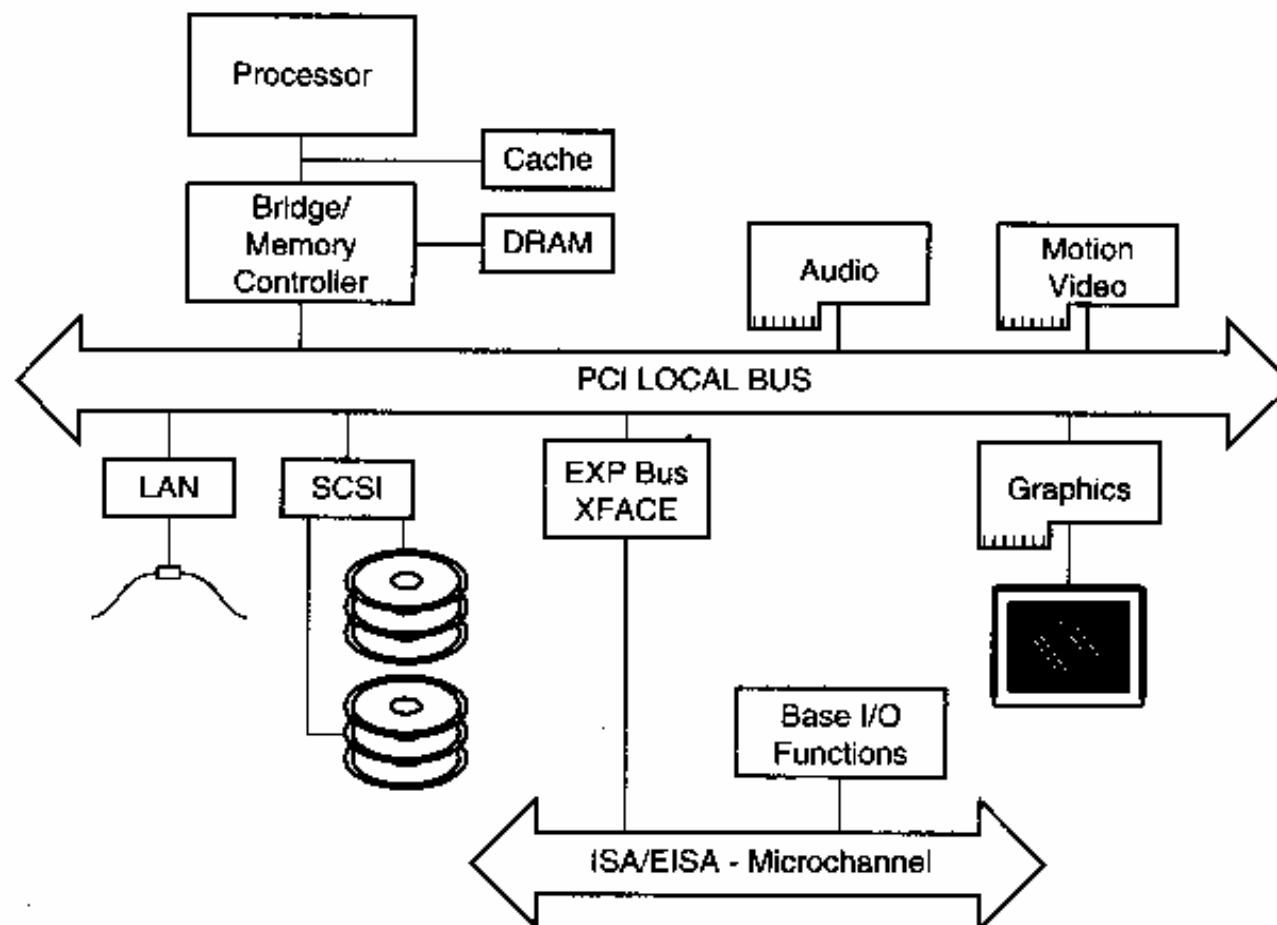 Processor
Cache
Bridge/
Memory
Controller
DRAM
Audio
Motion
Video
PCI LOCAL BUS
LAN
SCSI
EXP Bus
XFACE
Graphics
Base I/O
Functions
ISA/EISA - Microchannel